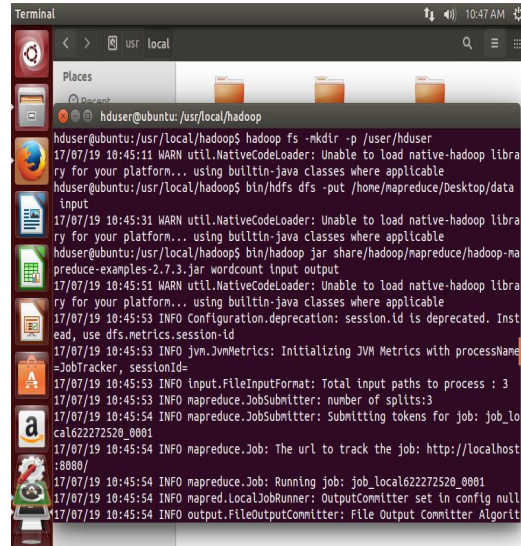 Terminal
10:47 AM
usr local
Places
Recent
hduser@ubuntu: /usr/local/hadoop
hduser@ubuntu:/usr/local/hadoop$ hadoop fs -mkdir -p /user/hduser
17/07/19 10:45:11 WARN util.NativeCodeLoader: Unable to load native-hadoop libra
ry for your platform... using builtin-java classes where applicable
hduser@ubuntu:/usr/local/hadoop$ bin/hdfs dfs -put /home/mapreduce/Desktop/data
input
17/07/19 10:45:31 WARN util.NativeCodeLoader: Unable to load native-hadoop libra
ry for your platform... using builtin-java classes where applicable
hduser@ubuntu:/usr/local/hadoop$ bin/hadoop jar share/hadoop/mapreduce/hadoop-ma
preduce-examples-2.7.3.jar wordcount input output
17/07/19 10:45:51 WARN util.NativeCodeLoader: Unable to load native-hadoop libra
ry for your platform... using builtin-java classes where applicable
17/07/19 10:45:53 INFO Configuration.deprecation: session.id is deprecated. Inst
ead, use dfs.metrics.session-id
17/07/19 10:45:53 INFO jvm.JvmMetrics: Initializing JVM Metrics with processName
=JobTracker, sessionId=
17/07/19 10:45:53 INFO input.FileInputFormat: Total input paths to process : 3
17/07/19 10:45:53 INFO mapreduce.JobSubmitter: number of splits:3
17/07/19 10:45:54 INFO mapreduce.JobSubmitter: Submitting tokens for job: job_lo
cal622272520_0001
17/07/19 10:45:54 INFO mapreduce.Job: The url to track the job: http://localhost
:8080/
17/07/19 10:45:54 INFO mapreduce.Job: Running job: job_local622272520_0001
17/07/19 10:45:54 INFO mapred.LocalJobRunner: OutputCommitter set in config null
17/07/19 10:45:54 INFO output.FileOutputCommitter: File Output Committer Algorit